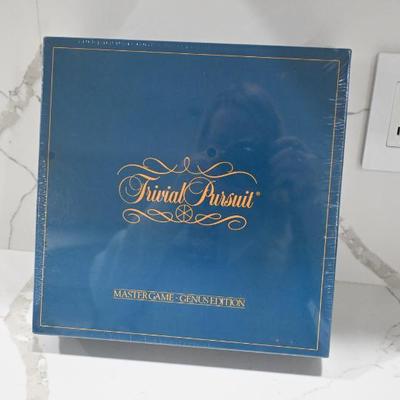 Trivial Pursuit®
MASTER GAME - GENUS EDITION